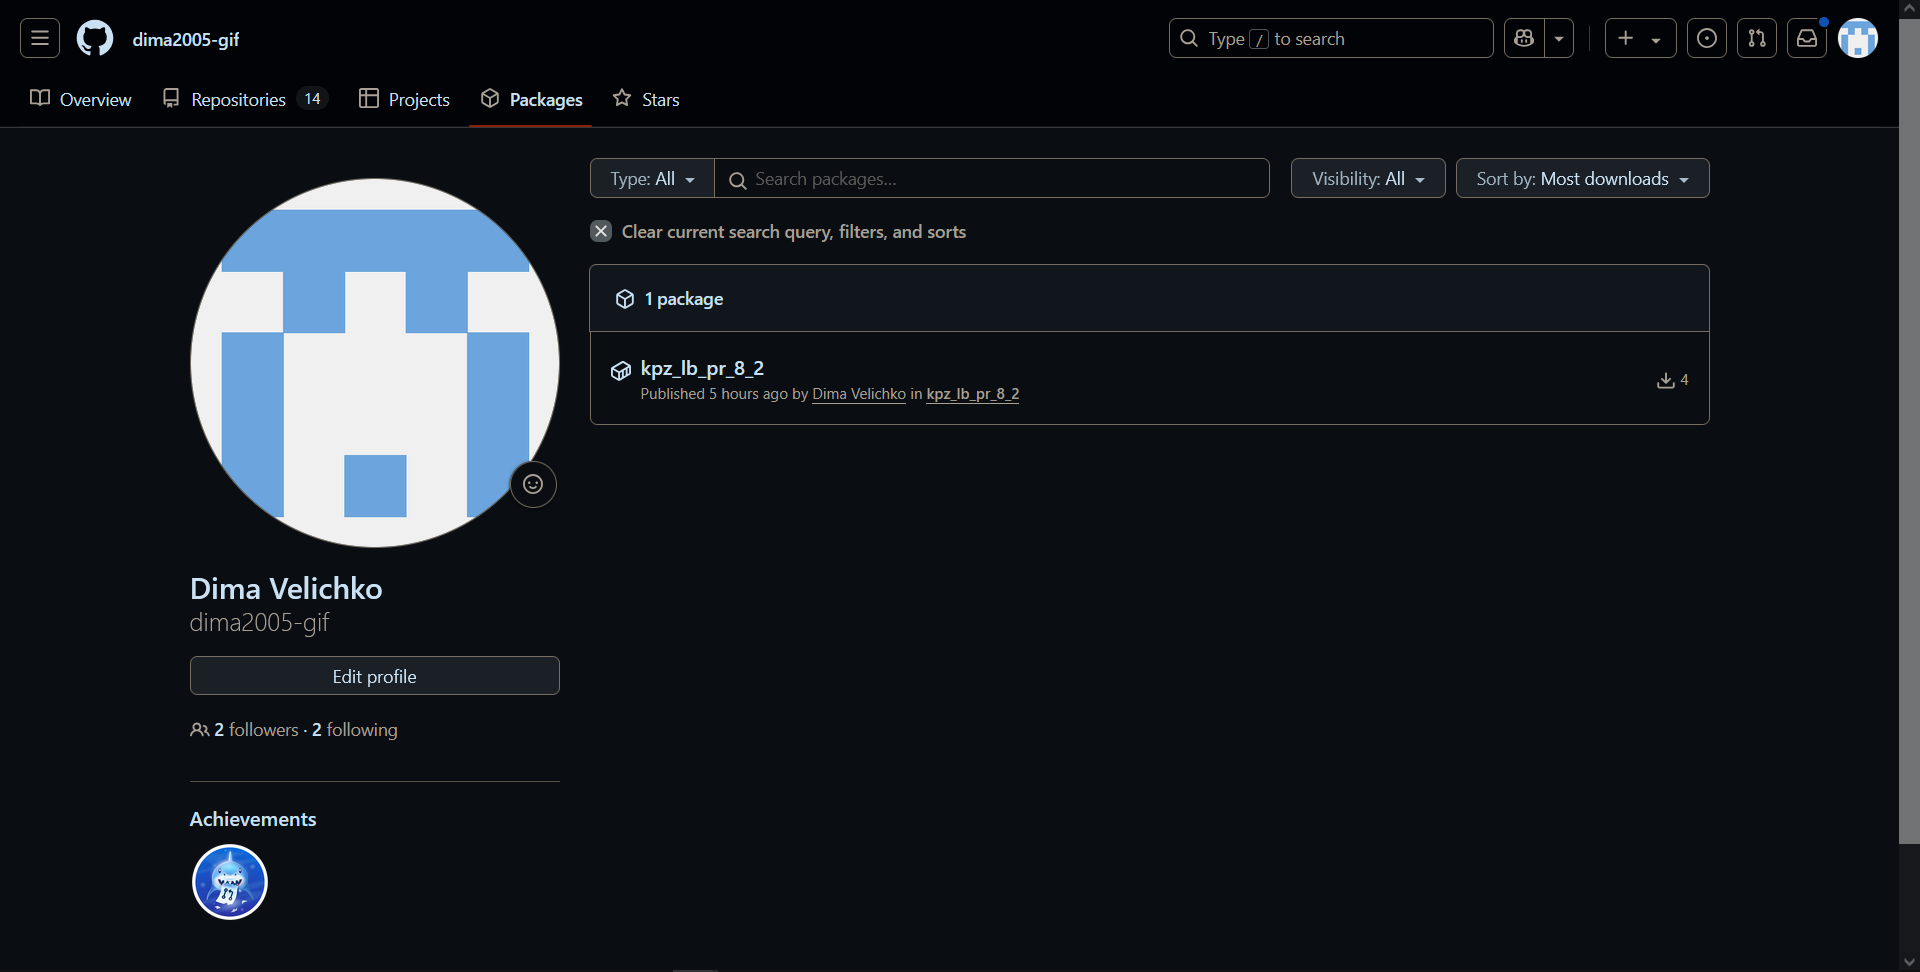 dima2005-gif
Type / to search
Overview
Repositories 14
Projects
Packages
Stars
Type: All
Search packages...
Visibility: All
Sort by: Most downloads
Clear current search query, filters, and sorts
1 package
kpz_lb_pr_8_2
Published 5 hours ago by Dima Velichko in kpz_lb_pr_8_2
4
Dima Velichko
dima2005-gif
Edit profile
2 followers · 2 following
Achievements